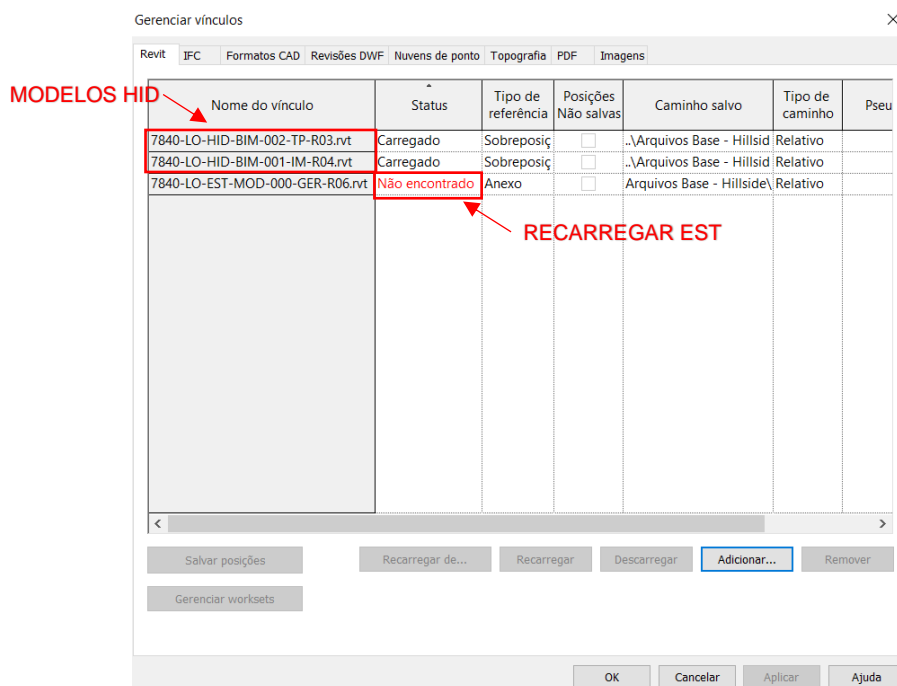 Gerenciar vínculos
Revit IFC Formatos CAD Revisões DWF Nuvens de ponto Topografia PDF Imagens
MODELOS HID
Nome do vínculo Status Tipo de referência Posições Não salvas Caminho salvo Tipo de caminho Pseu
7840-LO-HID-BIM-002-TP-R03.rvt Carregado Sobreposiç ..\Arquivos Base - Hillsid Relativo
7840-LO-HID-BIM-001-IM-R04.rvt Carregado Sobreposiç ..\Arquivos Base - Hillsid Relativo
7840-LO-EST-MOD-000-GER-R06.rvt Não encontrado Anexo Arquivos Base - Hillside\ Relativo
RECARREGAR EST
Salvar posições Recarregar de... Recarregar Descarregar Adicionar... Remover
Gerenciar worksets
OK Cancelar Aplicar Ajuda